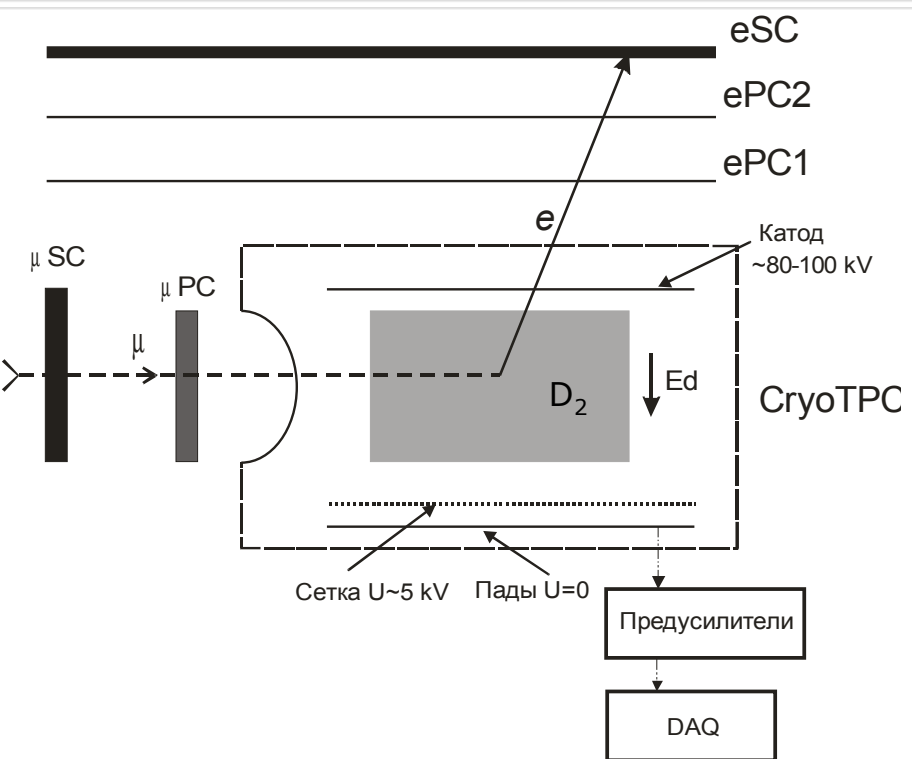 eSC
ePC2
ePC1
e
Катод
~80-100 kV
μ SC
μ PC
μ
D2
Ed
CryoTPC
Сетка U~5 kV
Пады U=0
Предусилители
DAQ